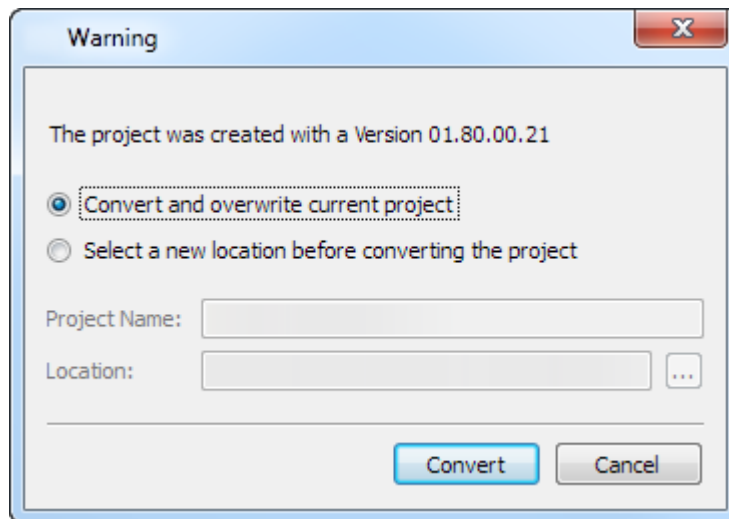 Warning
The project was created with a Version 01.80.00.21
Convert and overwrite current project
Select a new location before converting the project
Project Name:
Location:
...
Convert Cancel